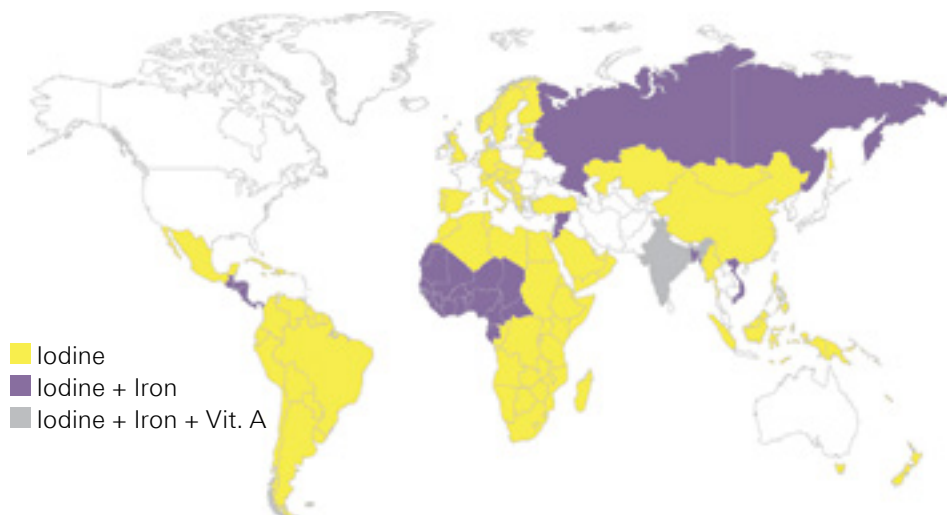 Iodine
Iodine + Iron
Iodine + Iron + Vit. A